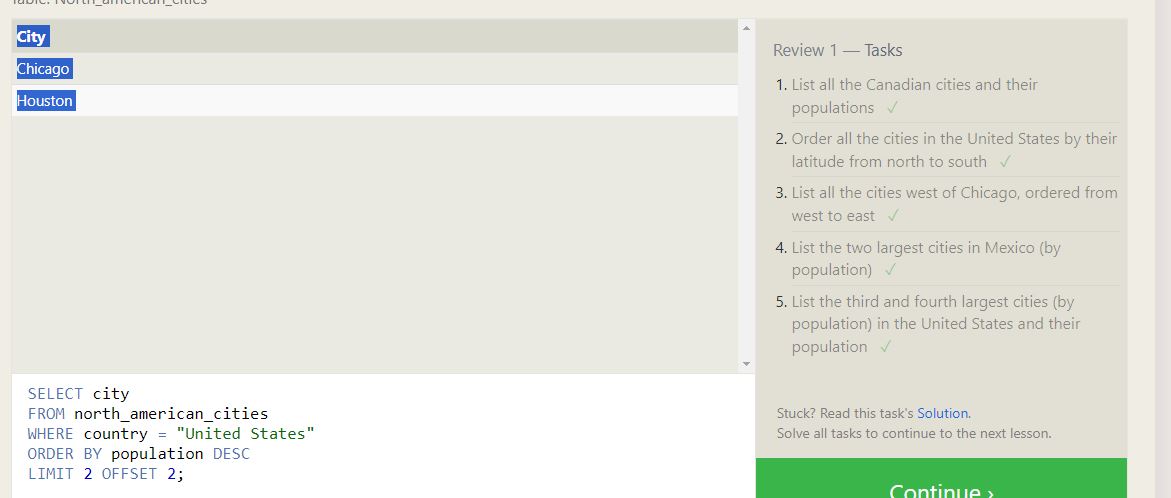 Table: North_american_cities
City
Chicago
Houston
SELECT city
FROM north_american_cities
WHERE country = "United States"
ORDER BY population DESC
LIMIT 2 OFFSET 2;
Review 1 — Tasks
1. List all the Canadian cities and their
populations ✓
2. Order all the cities in the United States by their
latitude from north to south ✓
3. List all the cities west of Chicago, ordered from
west to east ✓
4. List the two largest cities in Mexico (by
population) ✓
5. List the third and fourth largest cities (by
population) in the United States and their
population ✓
Stuck? Read this task's Solution.
Solve all tasks to continue to the next lesson.
Continue ›